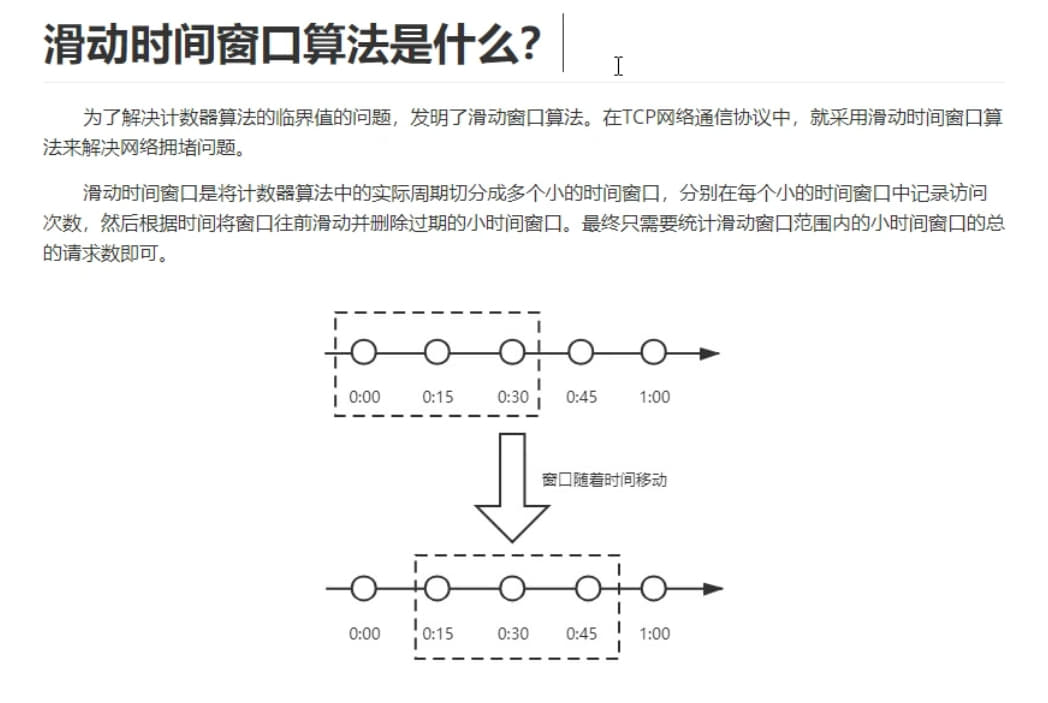 滑动时间窗口算法是什么?
为了解决计数器算法的临界值的问题，发明了滑动窗口算法。在TCP网络通信协议中，就采用滑动时间窗口算
法来解决网络拥堵问题。
滑动时间窗口是将计数器算法中的实际周期切分成多个小的时间窗口，分别在每个小的时间窗口中记录访问
次数，然后根据时间将窗口往前滑动并删除过期的小时间窗口。最终只需要统计滑动窗口范围内的小时间窗口的总
的请求数即可。
0:00 0:15 0:30 0:45 1:00
窗口随着时间移动
0:00 0:15 0:30 0:45 1:00